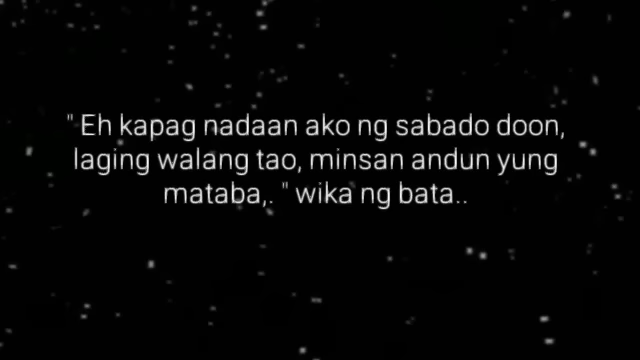 " Eh kapag nadaan ako ng sabado doon,
laging walang tao, minsan andun yung
mataba,. " wika ng bata..